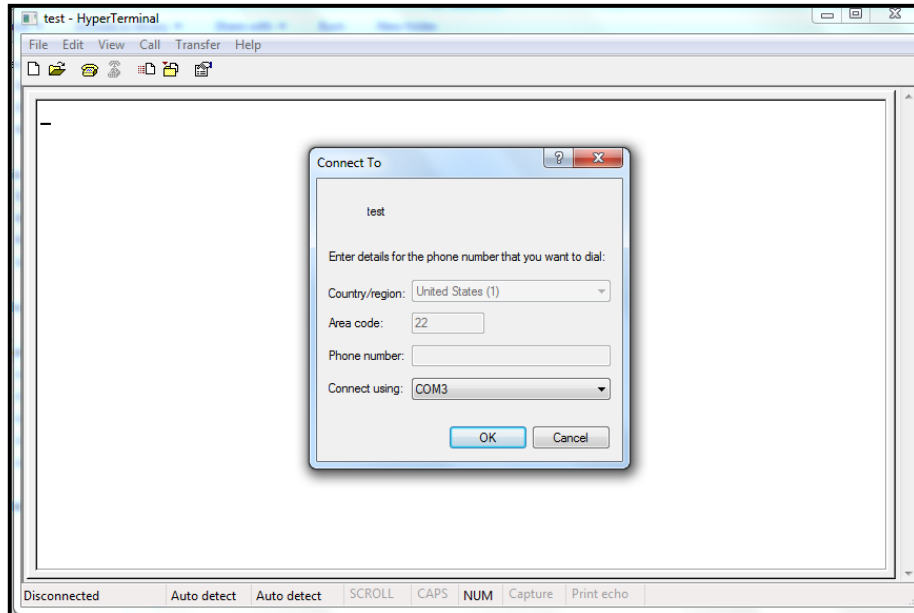 test - HyperTerminal
File Edit View Call Transfer Help
Connect To
test
Enter details for the phone number that you want to dial:
Country/region: United States (1)
Area code: 22
Phone number:
Connect using: COM3
OK Cancel
Disconnected Auto detect Auto detect SCROLL CAPS NUM Capture Print echo